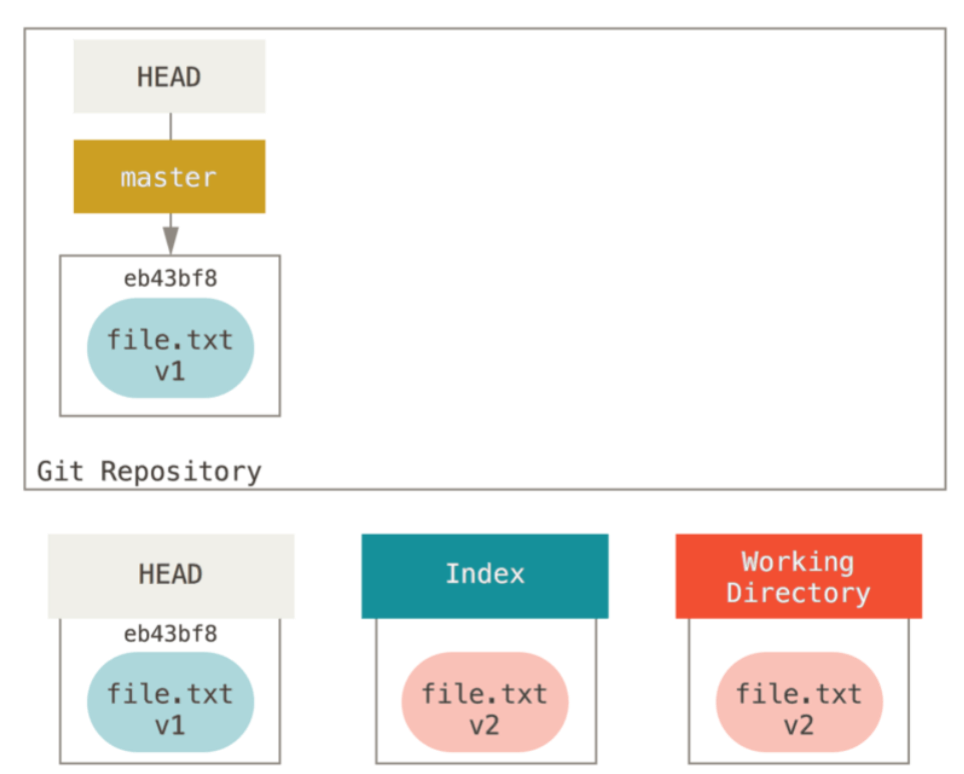 HEAD
master
eb43bf8
file.txt
v1
Git Repository
HEAD
eb43bf8
file.txt
v1
Index
file.txt
v2
Working
Directory
file.txt
v2